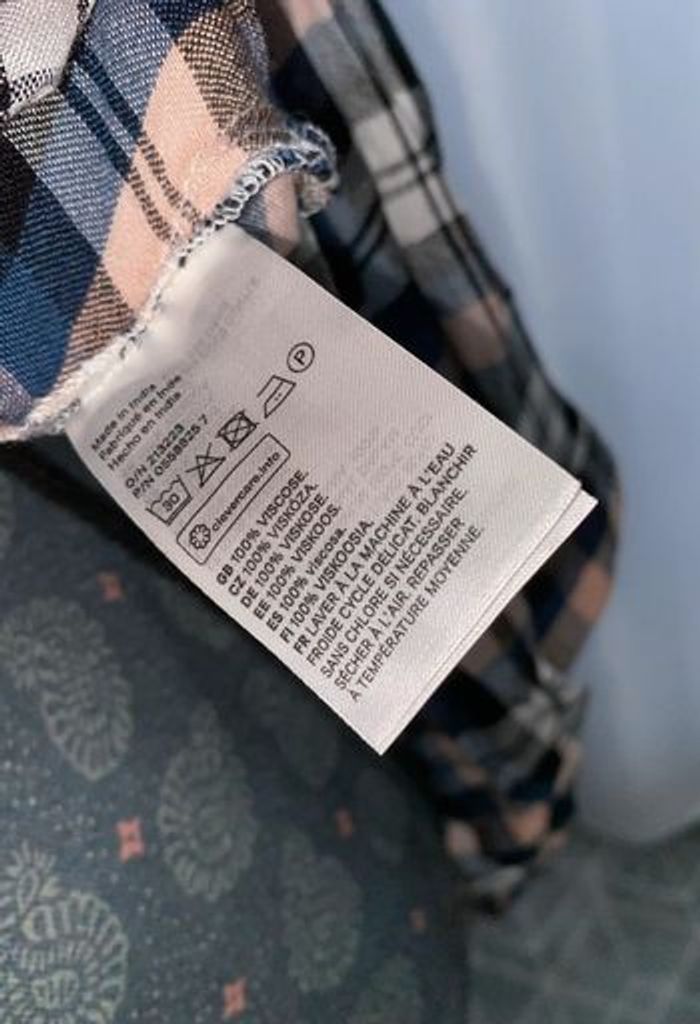 Made in India
Fabriqué en Inde
Hecho en India
O/N 213223
P/N 0558825 7
30
P
clevercare.info
GB 100% VISCOSE.
CZ 100% VISKÓZA.
DE 100% VISKOSE.
EE 100% VISKOOS.
ES 100% viscosa.
FI 100% VISKOOSIA.
FR LAVER À LA MACHINE À L'EAU
FROIDE CYCLE DÉLICAT. BLANCHIR
SANS CHLORE SI NÉCESSAIRE.
SÉCHER À L'AIR. REPASSER
À TEMPÉRATURE MOYENNE.